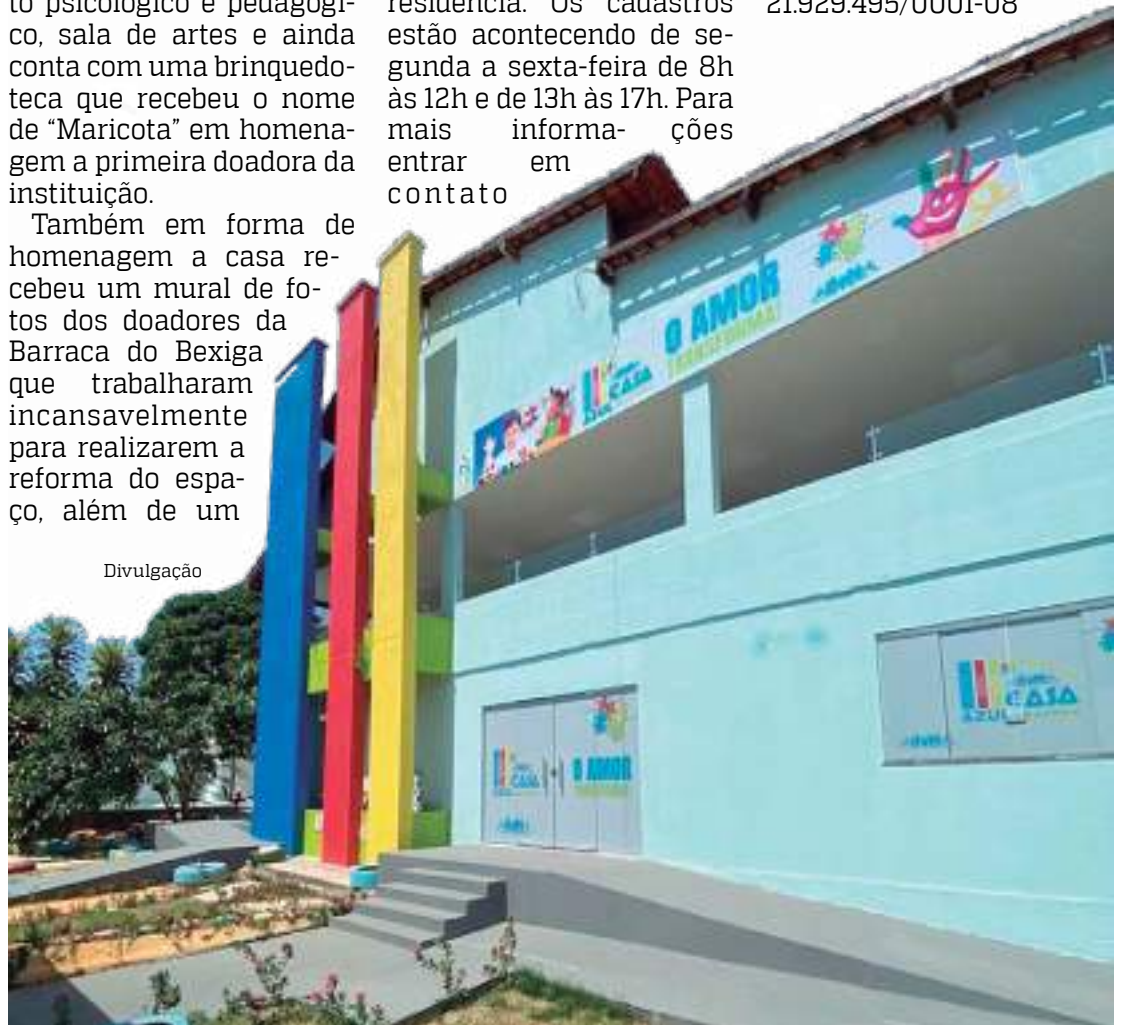 to psicológico e pedagógi-
co, sala de artes e ainda
conta com uma brinquedo-
teca que recebeu o nome
de “Maricota” em homena-
gem a primeira doadora da
instituição.
Também em forma de
homenagem a casa re-
cebeu um mural de fo-
tos dos doadores da
Barraca do Bexiga
que trabalharam
incansavelmente
para realizarem a
reforma do espa-
ço, além de um
residência. Os cadastros
estão acontecendo de se-
gunda a sexta-feira de 8h
às 12h e de 13h às 17h. Para
mais informa- ções
entrar em
contato
21.929.495/0001-08
Divulgação
O AMOR
TRANSFORMA
CASA
AZUL
CASA
O AMOR
CASA
AZUL